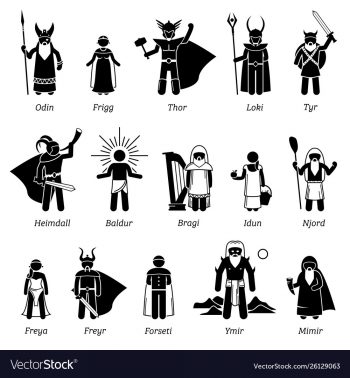 Odin Frigg Thor Loki Tyr
Heimdall Baldur Bragi Idun Njord
Freya Freyr Forseti Ymir Mimir
VectorStock® VectorStock.com/26129063